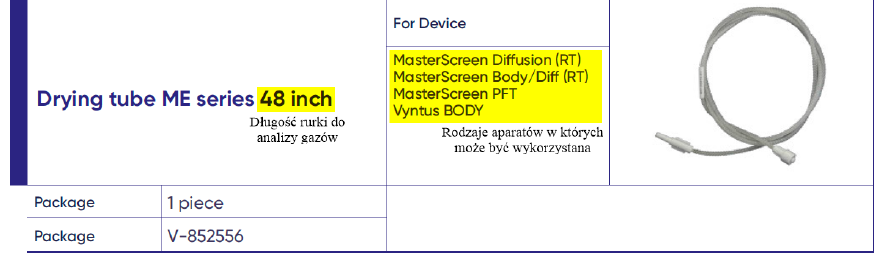 For Device
Drying tube ME series 48 inch
Długość rurki do
analizy gazów
MasterScreen Diffusion (RT)
MasterScreen Body/Diff (RT)
MasterScreen PFT
Vyntus BODY
Rodzaje aparatów w których
może być wykorzystana
Package 1 piece
Package V-852556